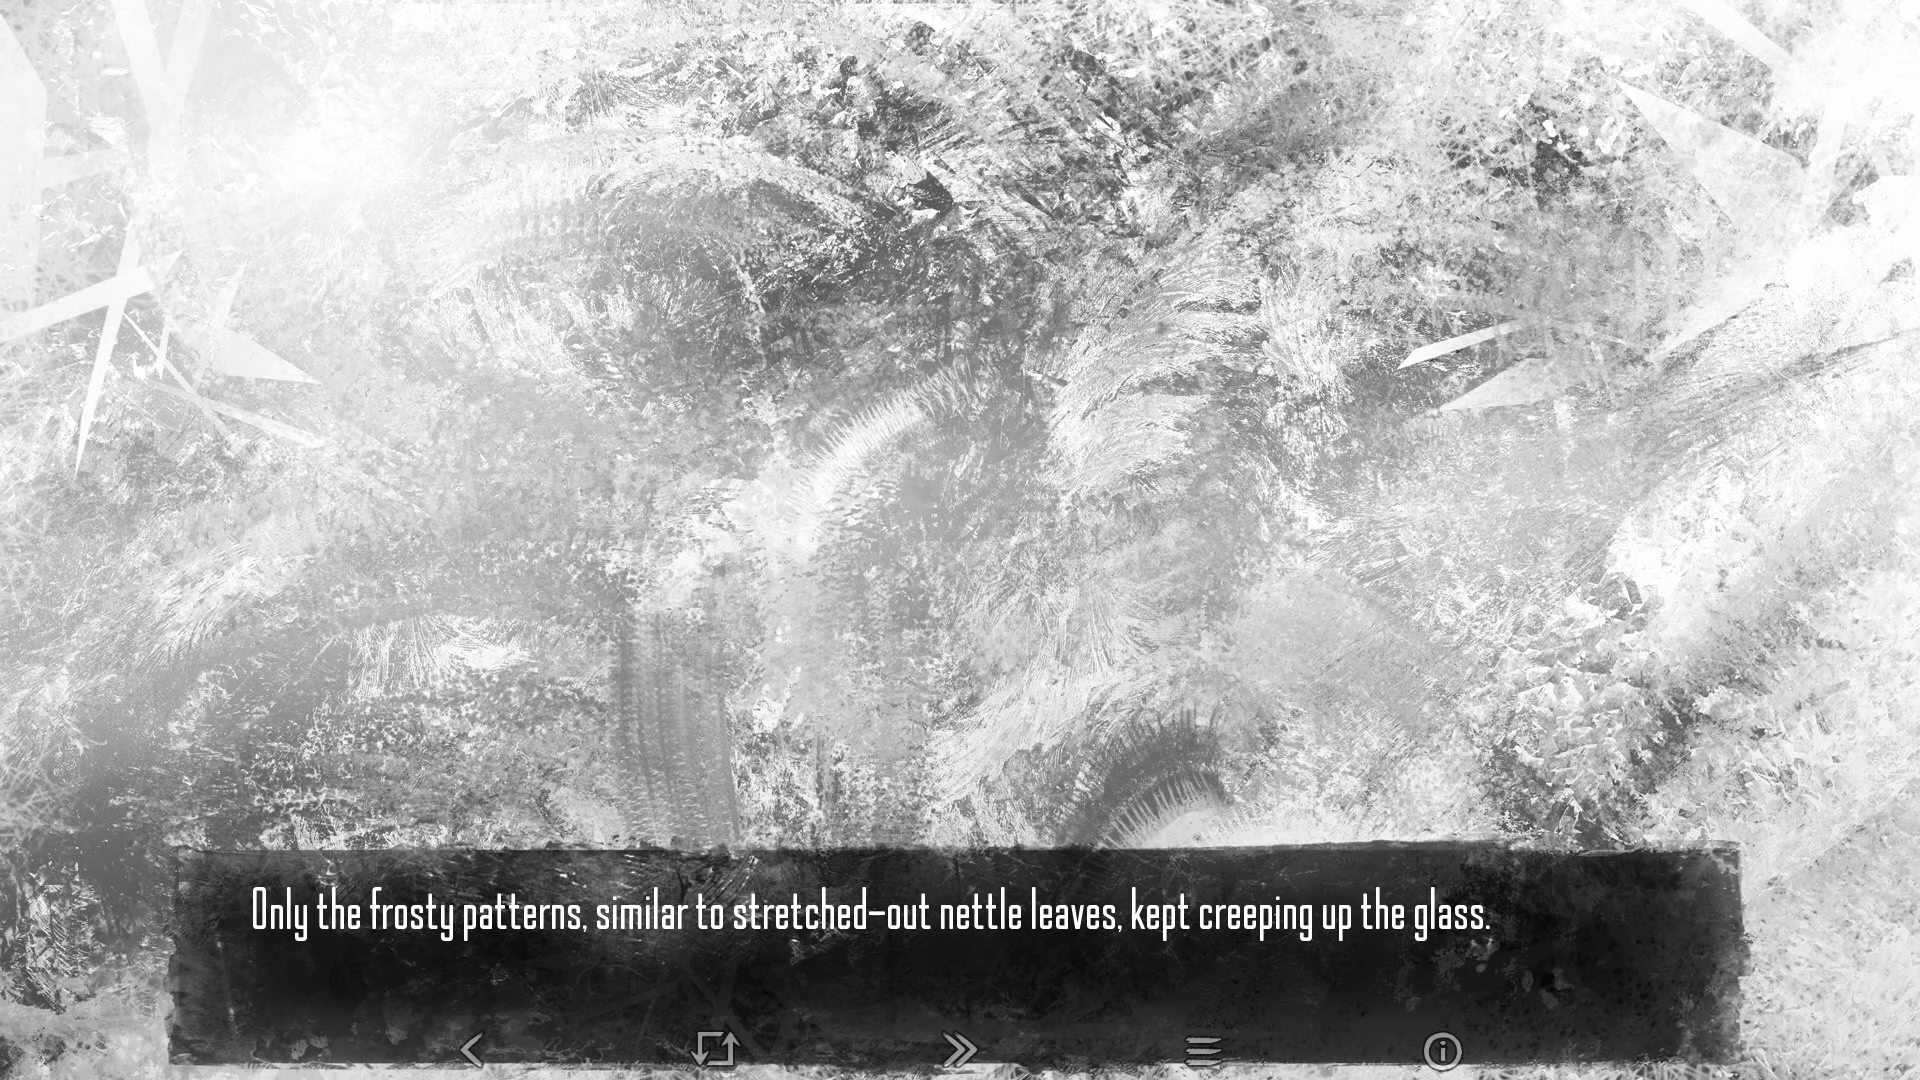 Only the frosty patterns, similar to stretched-out nettle leaves, kept creeping up the glass.